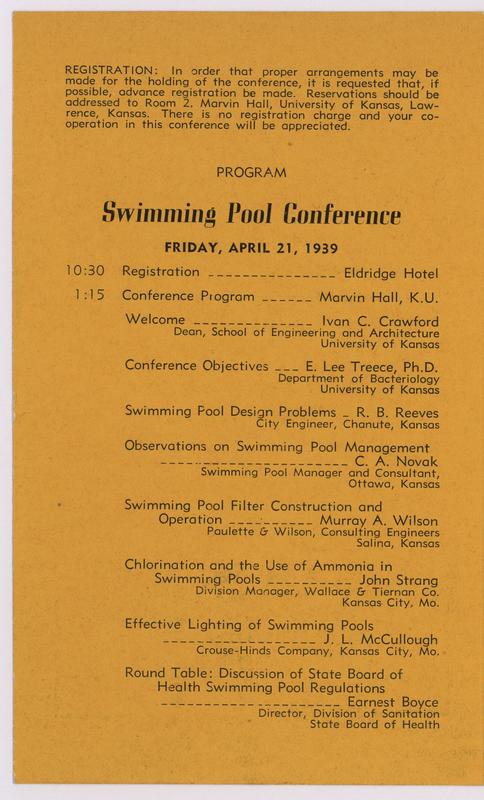 REGISTRATION: In order that proper arrangements may be
made for the holding of the conference, it is requested that, if
possible, advance registration be made. Reservations should be
addressed to Room 2, Marvin Hall, University of Kansas, Law-
rence, Kansas. There is no registration charge and your co-
operation in this conference will be appreciated.
PROGRAM
Swimming Pool Conference
FRIDAY, APRIL 21, 1939
10:30 Registration _______________ Eldridge Hotel
1:15 Conference Program ______ Marvin Hall, K.U.
Welcome ______________ Ivan C. Crawford
Dean, School of Engineering and Architecture
University of Kansas
Conference Objectives ___ E. Lee Treece, Ph.D.
Department of Bacteriology
University of Kansas
Swimming Pool Design Problems _ R. B. Reeves
City Engineer, Chanute, Kansas
Observations on Swimming Pool Management
______________________ C. A. Novak
Swimming Pool Manager and Consultant,
Ottawa, Kansas
Swimming Pool Filter Construction and
Operation __________ Murray A. Wilson
Paulette & Wilson, Consulting Engineers
Salina, Kansas
Chlorination and the Use of Ammonia in
Swimming Pools __________ John Strang
Division Manager, Wallace & Tiernan Co.
Kansas City, Mo.
Effective Lighting of Swimming Pools
__________________ J. L. McCullough
Crouse-Hinds Company, Kansas City, Mo.
Round Table: Discussion of State Board of
Health Swimming Pool Regulations
_____________________ Earnest Boyce
Director, Division of Sanitation
State Board of Health